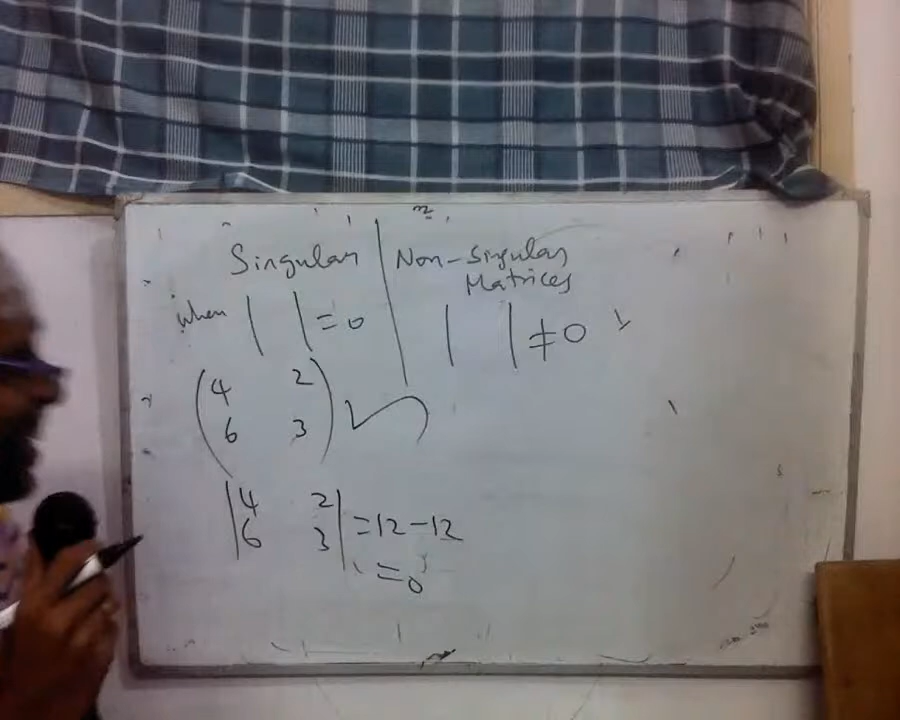 Singular | Non-Singular
Matrices
when | | = 0 | | ≠ 0
( 4 2 )
( 6 3 )
| 4 2 |
| 6 3 | = 12 - 12
= 0